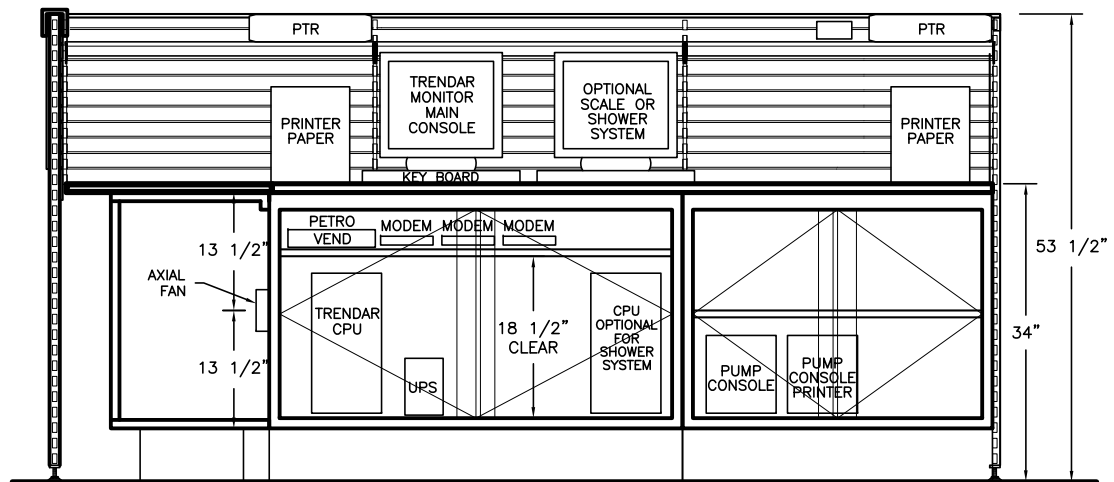 PTR
PTR
TRENDAR
MONITOR
MAIN
CONSOLE
OPTIONAL
SCALE OR
SHOWER
SYSTEM
PRINTER
PAPER
PRINTER
PAPER
KEY BOARD
PETRO
VEND
MODEM
MODEM
MODEM
13 1/2"
53 1/2"
AXIAL
FAN
TRENDAR
CPU
18 1/2"
CLEAR
CPU
OPTIONAL
FOR
SHOWER
SYSTEM
34"
13 1/2"
UPS
PUMP
CONSOLE
PUMP
CONSOLE
PRINTER